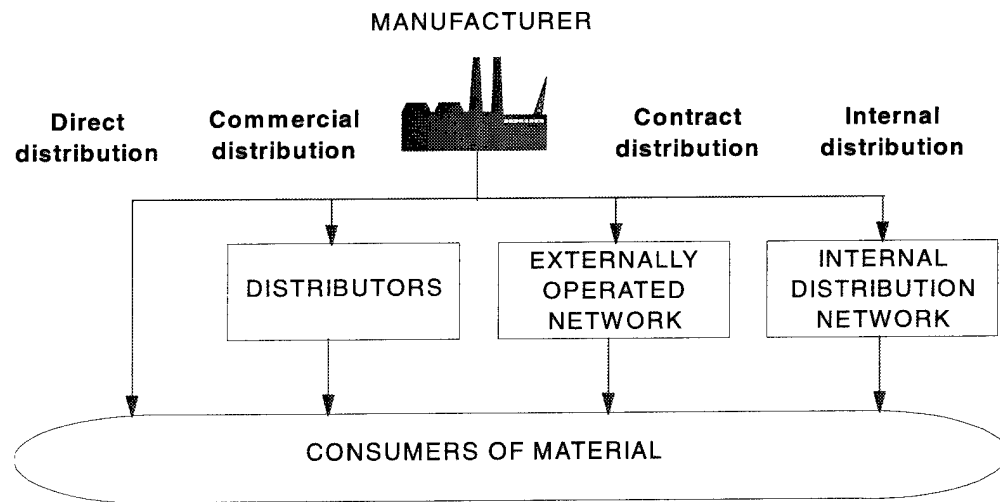 MANUFACTURER
Direct
distribution
Commercial
distribution
Contract
distribution
Internal
distribution
DISTRIBUTORS
EXTERNALLY
OPERATED
NETWORK
INTERNAL
DISTRIBUTION
NETWORK
CONSUMERS OF MATERIAL